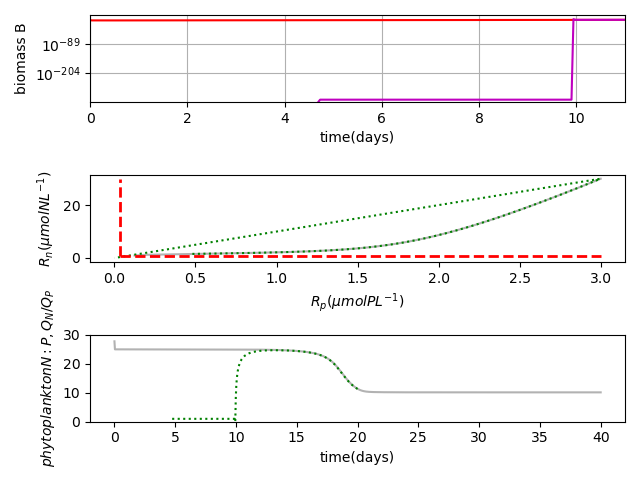 biomass B
10^{-89}
10^{-204}
0 2 4 6 8 10
time(days)
R_n(μmolNL^{-1})
20
0
0.0 0.5 1.0 1.5 2.0 2.5 3.0
R_p(μmolPL^{-1})
phytoplanktonN : P, Q_N/Q_P
30
20
10
0
0 5 10 15 20 25 30 35 40
time(days)